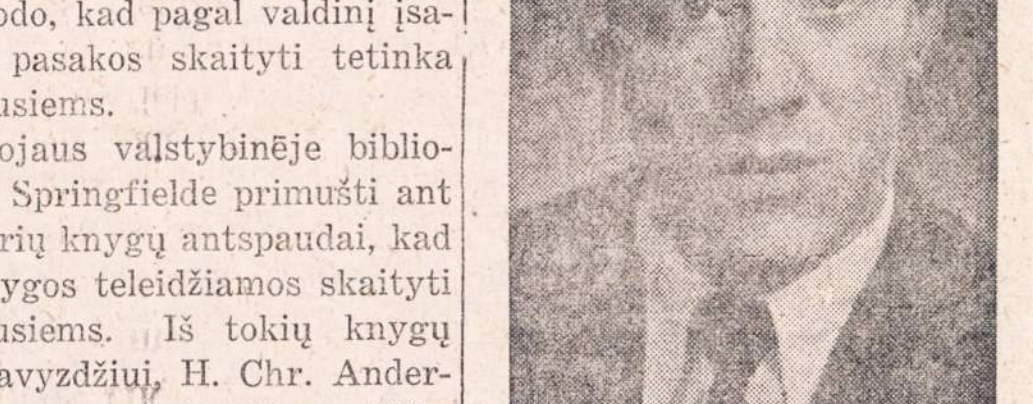 odo, kad pagal valdinį įsa-
pasakos skaityti tetinka
usiems.
ojaus valstybinėje biblio-
Springfielde primušti ant
rių knygų antspaudai, kad
ygos teleidžiamos skaityti
usiems. Iš tokių knygų
avyzdžiui, H. Chr. Ander-